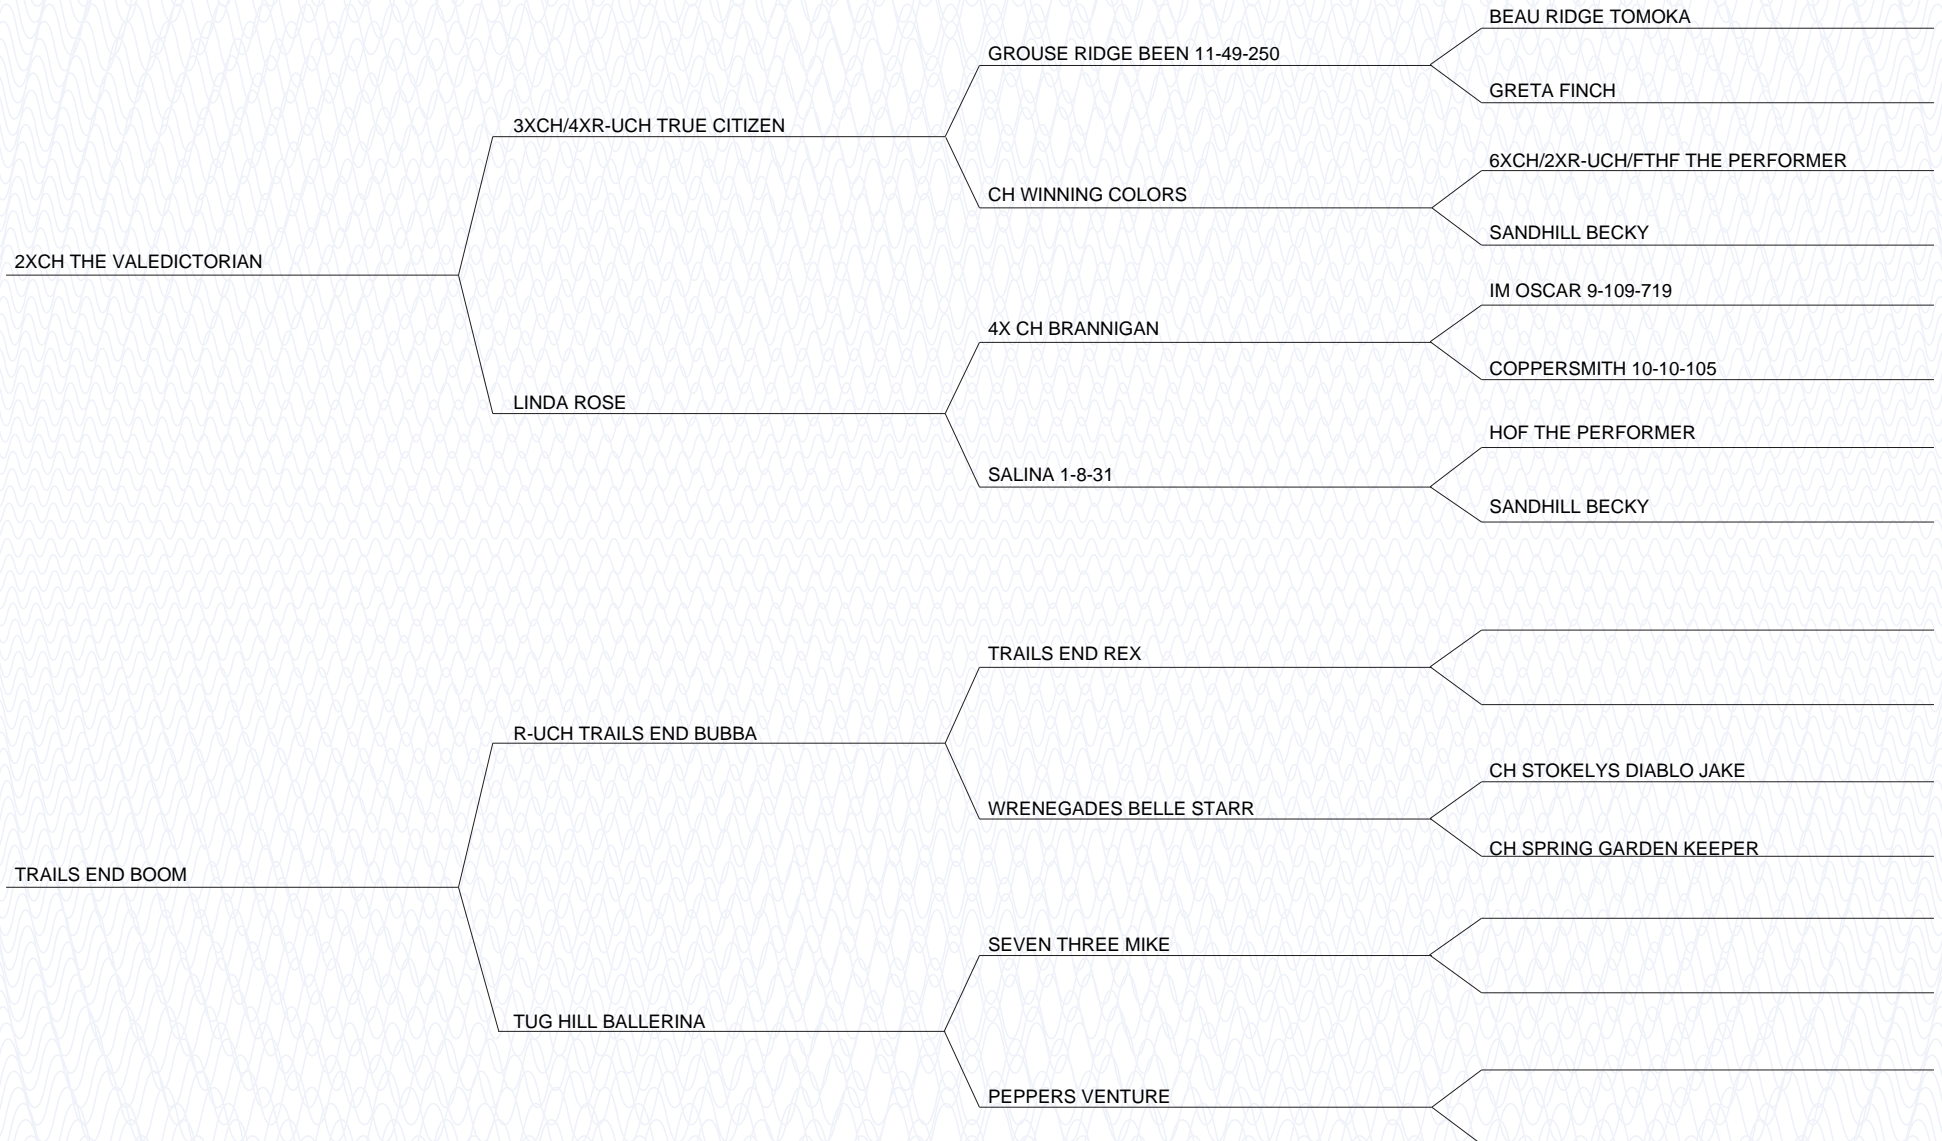 BEAU RIDGE TOMOKA
GROUSE RIDGE BEEN 11-49-250
GRETA FINCH
3XCH/4XR-UCH TRUE CITIZEN
6XCH/2XR-UCH/FTHF THE PERFORMER
CH WINNING COLORS
SANDHILL BECKY
2XCH THE VALEDICTORIAN
IM OSCAR 9-109-719
4X CH BRANNIGAN
COPPERSMITH 10-10-105
LINDA ROSE
HOF THE PERFORMER
SALINA 1-8-31
SANDHILL BECKY
TRAILS END REX
R-UCH TRAILS END BUBBA
CH STOKELYS DIABLO JAKE
WRENEGADES BELLE STARR
CH SPRING GARDEN KEEPER
TRAILS END BOOM
SEVEN THREE MIKE
TUG HILL BALLERINA
PEPPERS VENTURE